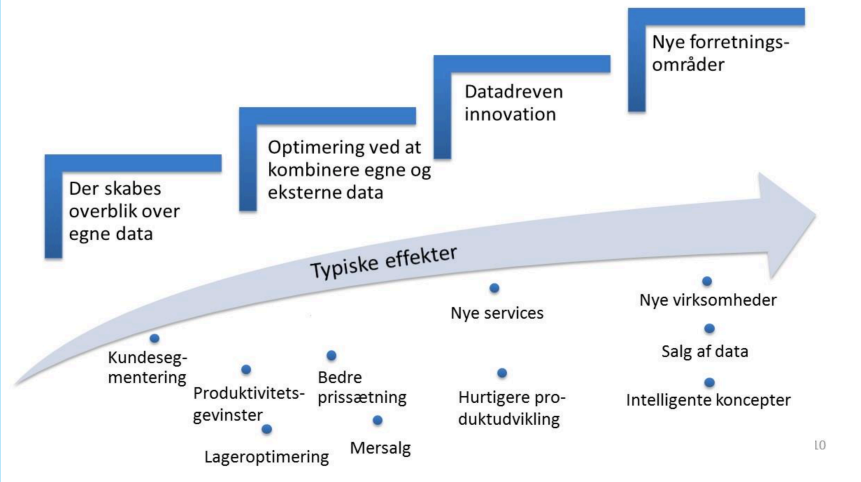 Der skabes
overblik over
egne data
Optimering ved at
kombinere egne og
eksterne data
Datadreven
innovation
Nye forretnings-
områder
Typiske effekter
Kundeseg-
mentering
Produktivitets-
gevinster
Lageroptimering
Bedre
prissætning
Mersalg
Nye services
Hurtigere pro-
duktudvikling
Nye virksomheder
Salg af data
Intelligente koncepter
10